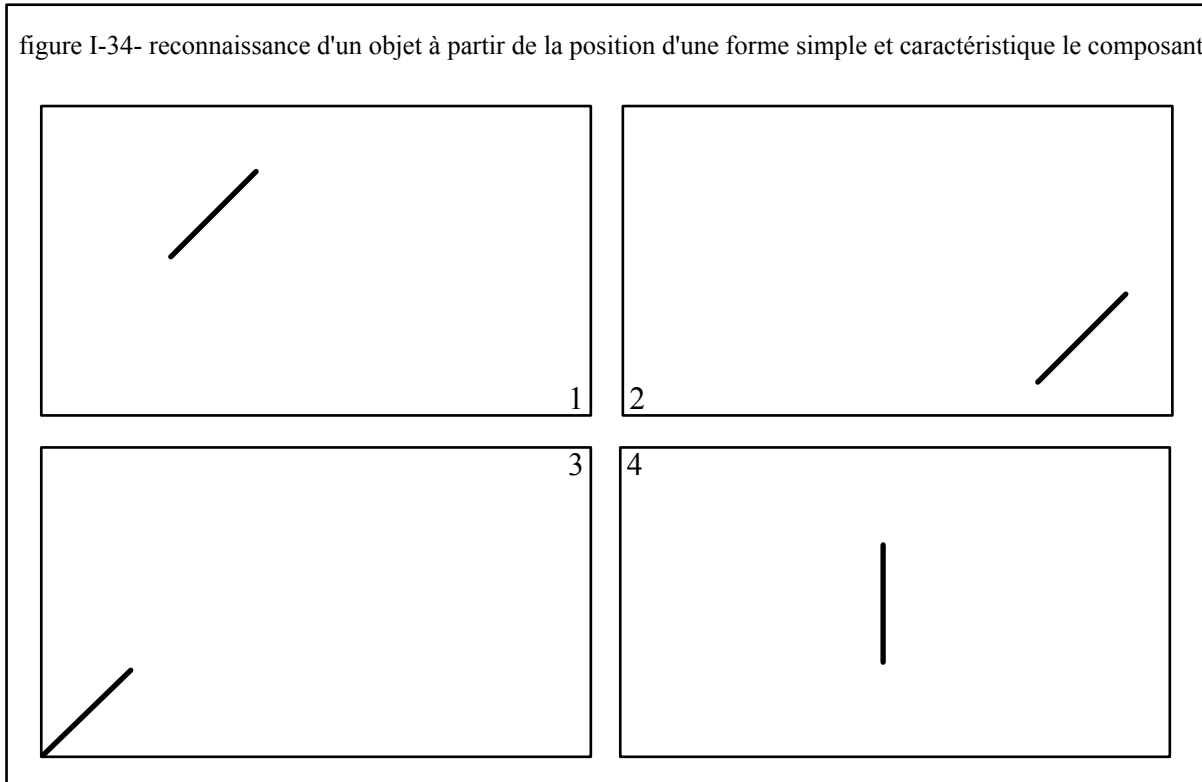 figure I-34- reconnaissance d'un objet à partir de la position d'une forme simple et caractéristique le composant
1
2
3
4